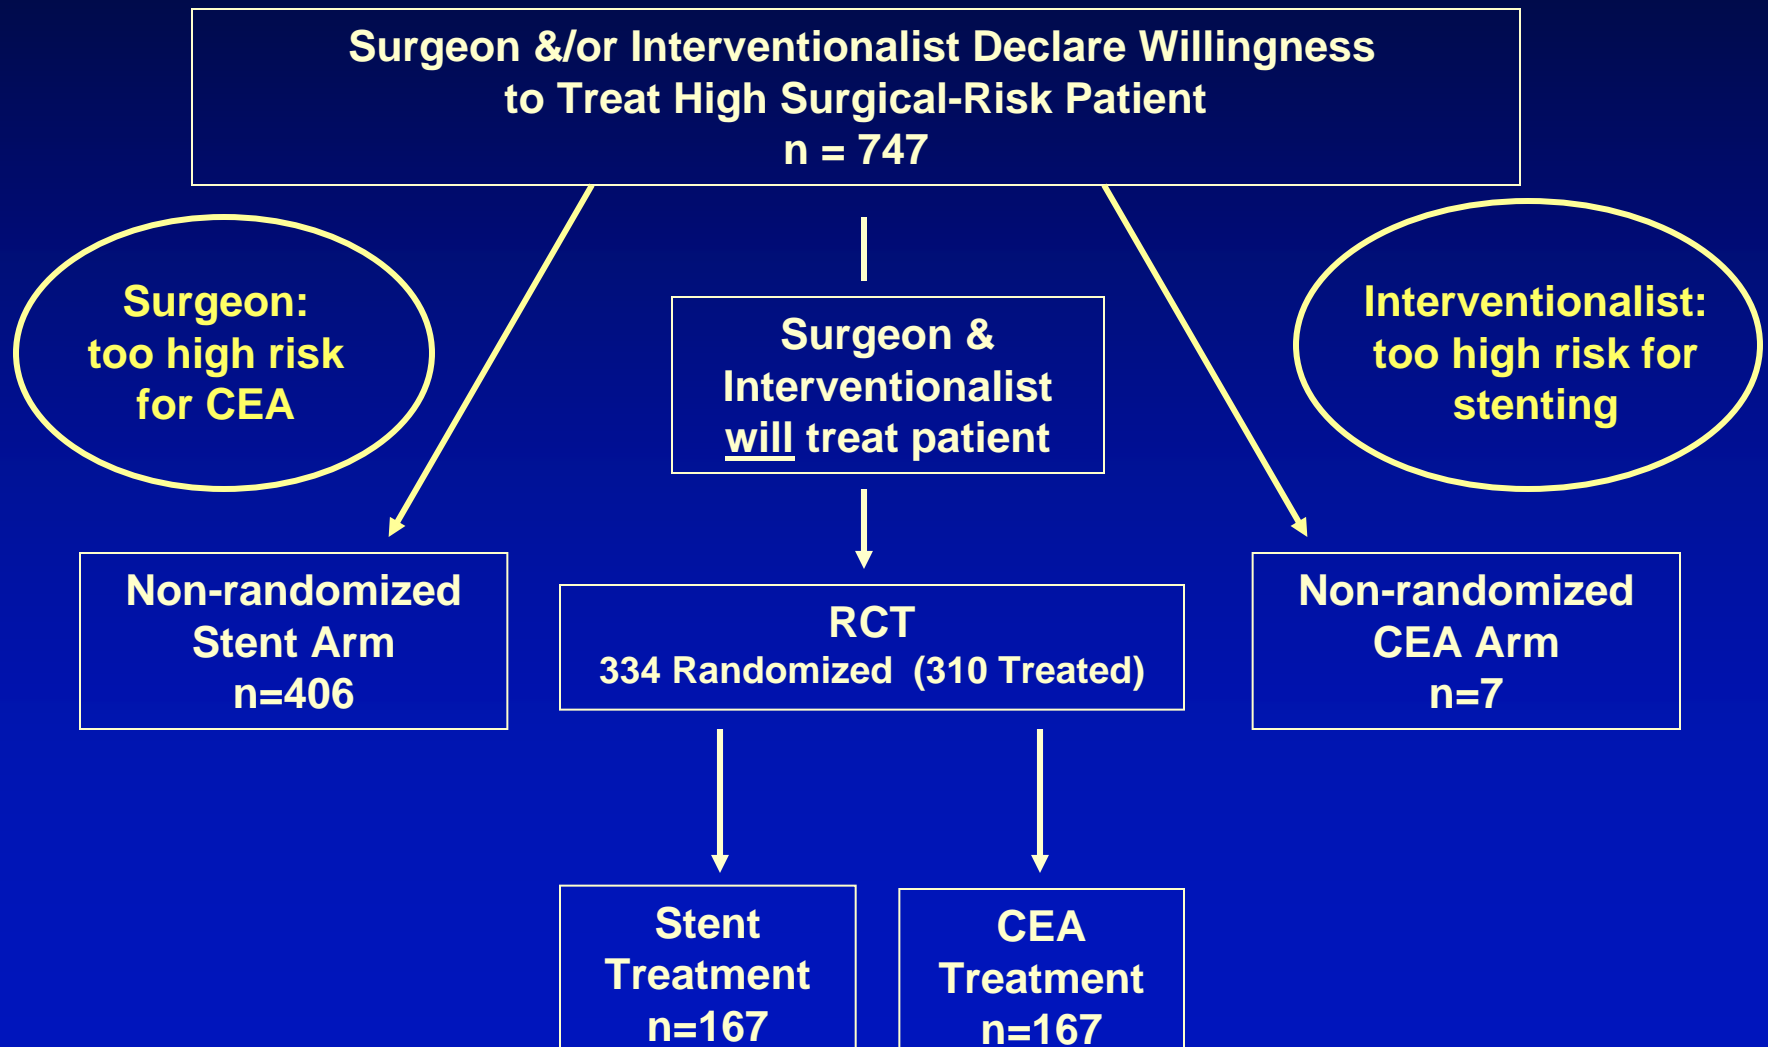 Surgeon &/or Interventionalist Declare Willingness
to Treat High Surgical-Risk Patient
n = 747
Surgeon:
too high risk
for CEA
Surgeon &
Interventionalist
will treat patient
Interventionalist:
too high risk for
stenting
Non-randomized
Stent Arm
n=406
RCT
334 Randomized (310 Treated)
Non-randomized
CEA Arm
n=7
Stent
Treatment
n=167
CEA
Treatment
n=167